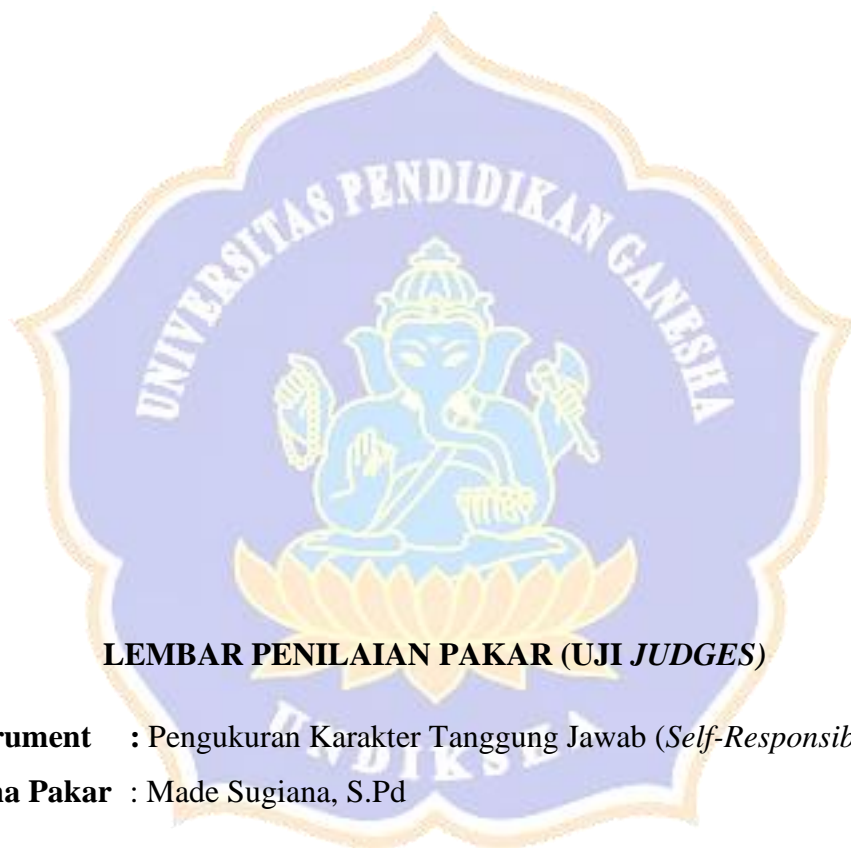 UNIVERSITAS PENDIDIKAN GANESHA
LEMBAR PENILAIAN PAKAR (UJI JUDGES)
rument : Pengukuran Karakter Tanggung Jawab (Self-Responsib
UNDIKSHA
a Pakar : Made Sugiana, S.Pd